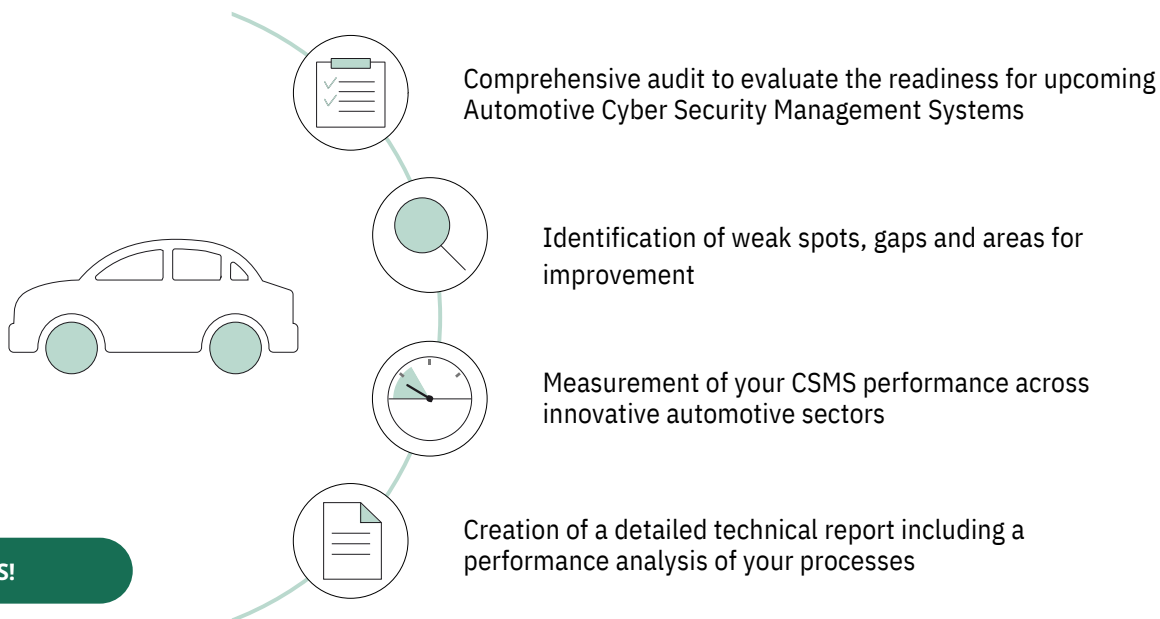 Comprehensive audit to evaluate the readiness for upcoming
Automotive Cyber Security Management Systems
Identification of weak spots, gaps and areas for
improvement
Measurement of your CSMS performance across
innovative automotive sectors
Creation of a detailed technical report including a
performance analysis of your processes
S!